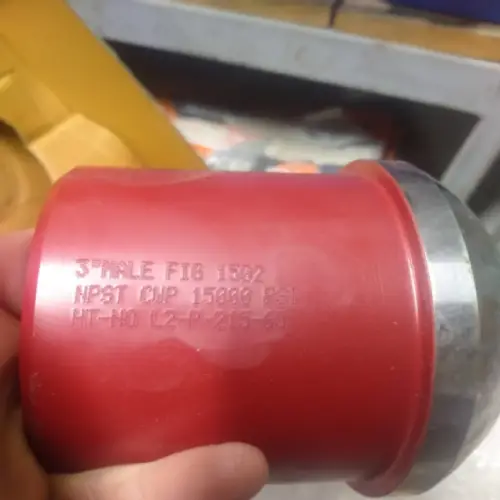 3"MALE FIG 1502
NPST CWP 15000 PSI
HT-NO L2-P-215-